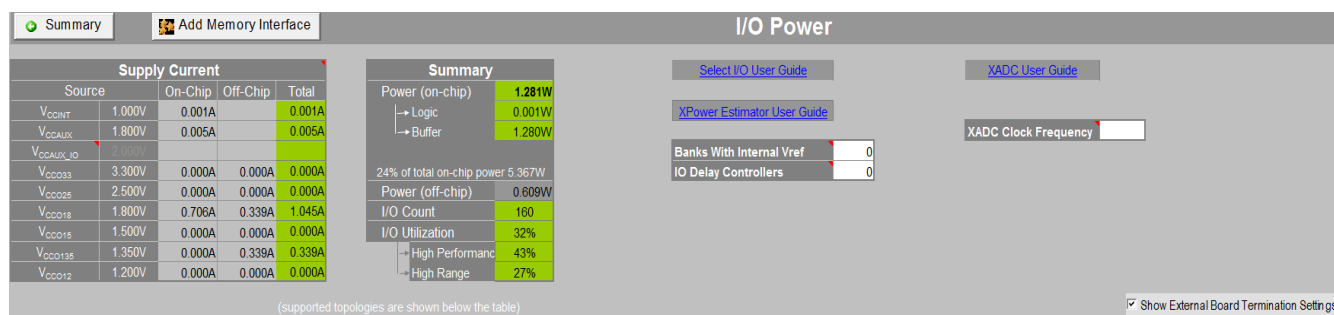 Summary
Add Memory Interface
I/O Power
Supply Current
Source On-Chip Off-Chip Total
VCCINT 1.000V 0.001A 0.001A
VCCAUX 1.800V 0.005A 0.005A
VCCAUX_IO 2.000V
VCCO33 3.300V 0.000A 0.000A 0.000A
VCCO25 2.500V 0.000A 0.000A 0.000A
VCCO18 1.800V 0.706A 0.339A 1.045A
VCCO15 1.500V 0.000A 0.000A 0.000A
VCCO135 1.350V 0.000A 0.339A 0.339A
VCCO12 1.200V 0.000A 0.000A 0.000A
Summary
Power (on-chip) 1.281W
Logic 0.001W
Buffer 1.280W
24% of total on-chip power 5.367W
Power (off-chip) 0.609W
I/O Count 160
I/O Utilization 32%
High Performanc 43%
High Range 27%
Select I/O User Guide
XPower Estimator User Guide
Banks With Internal Vref 0
IO Delay Controllers 0
XADC User Guide
XADC Clock Frequency
(supported topologies are shown below the table)
Show External Board Termination Settings